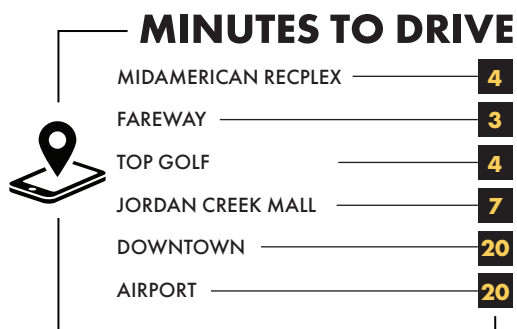 MINUTES TO DRIVE
MIDAMERICAN RECPLEX 4
FAREWAY 3
TOP GOLF 4
JORDAN CREEK MALL 7
DOWNTOWN 20
AIRPORT 20